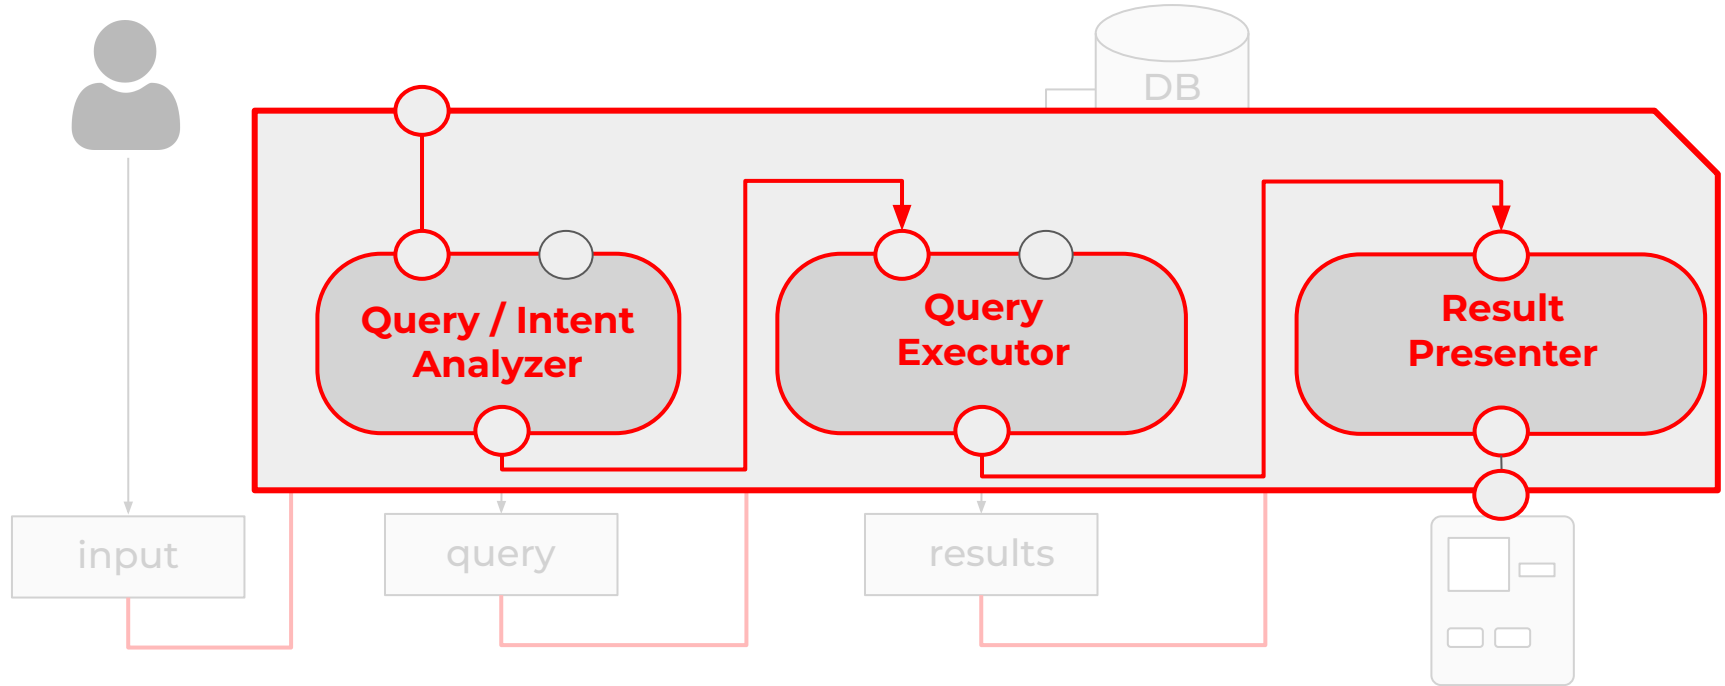 DB
Query / Intent
Analyzer
Query
Executor
Result
Presenter
input
query
results